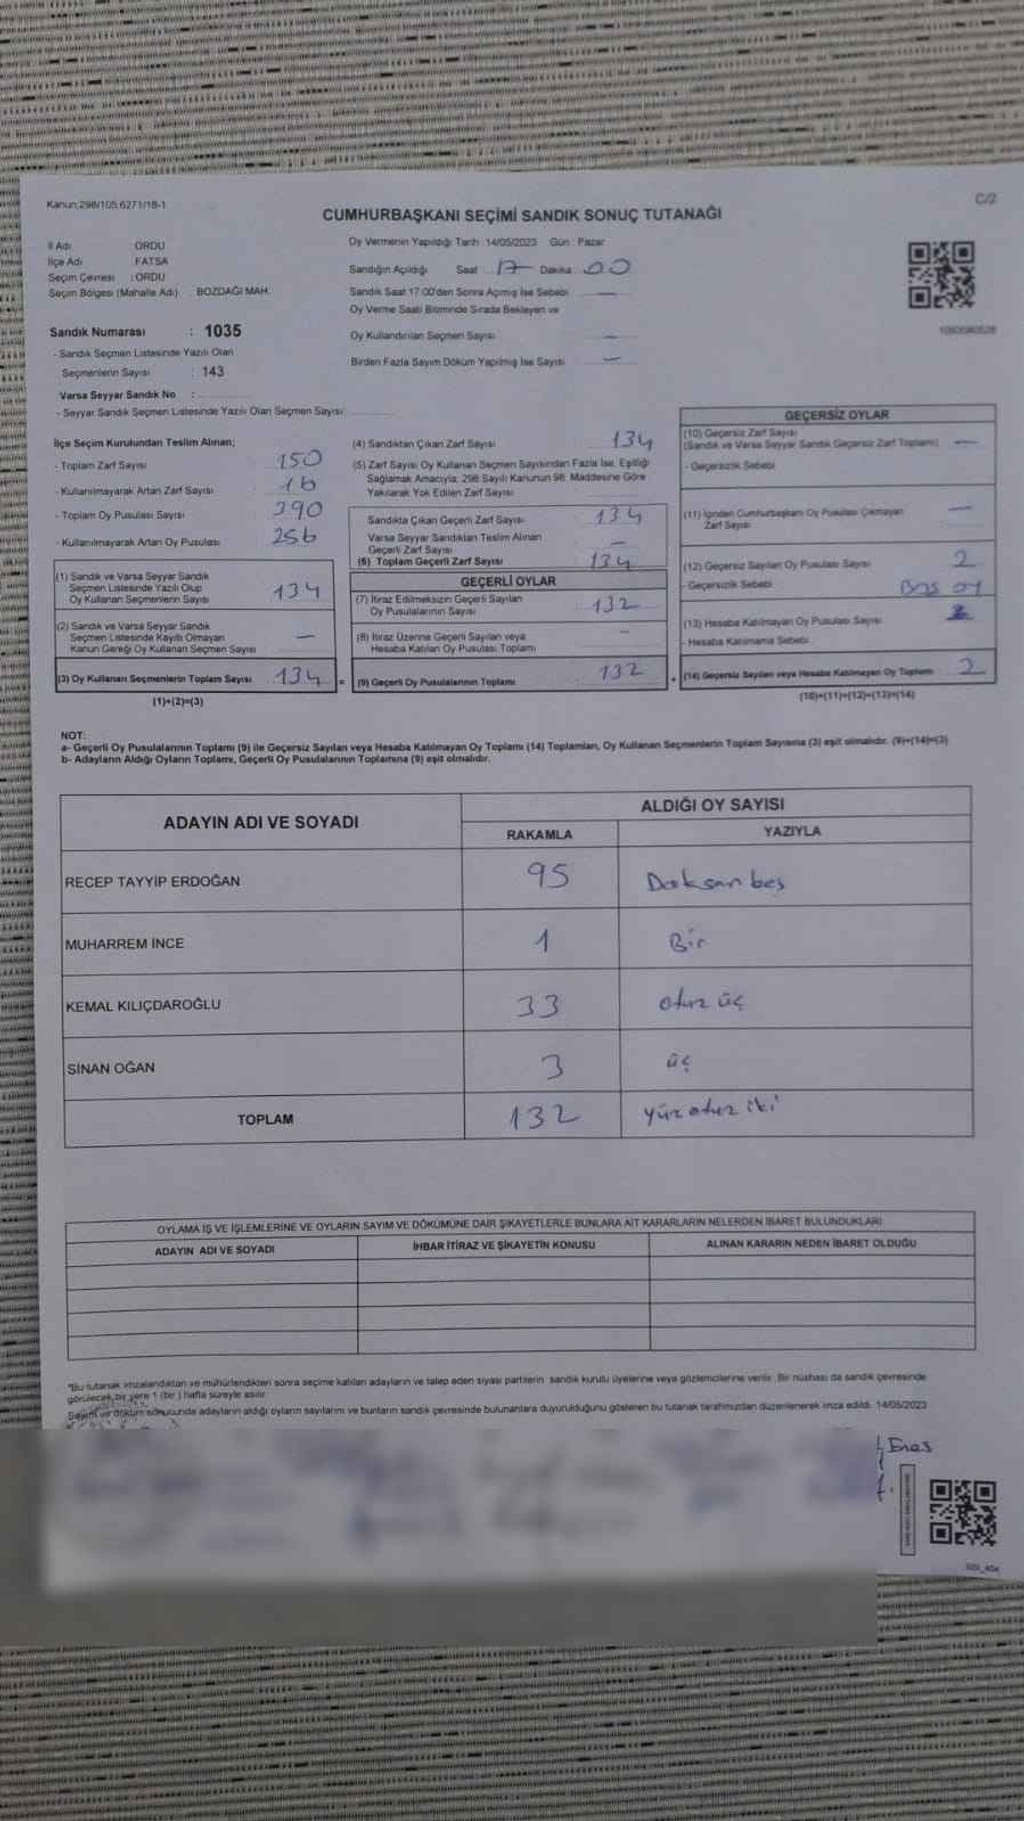 Kanun:298/105.6271/18-1
C/2
CUMHURBAŞKANI SEÇİMİ SANDIK SONUÇ TUTANAĞI
İl Adı : ORDU
İlçe Adı : FATSA
Seçim Çevresi : ORDU
Seçim Bölgesi (Mahalle Adı) : BOZDAĞI MAH.
Sandık Numarası : 1035
- Sandık Seçmen Listesinde Yazılı Olan
Seçmenlerin Sayısı : 143
Varsa Seyyar Sandık No :
- Seyyar Sandık Seçmen Listesinde Yazılı Olan Seçmen Sayısı:
Oy Vermenin Yapıldığı Tarih: 14/05/2023 Gün: Pazar
Sandığın Açıldığı Saat 17 Dakika 00
Sandık Saat 17:00'den Sonra Açılmış İse Sebebi —
Oy Verme Saati Bitiminde Sırada Bekleyen ve
Oy Kullandırılan Seçmen Sayısı —
Birden Fazla Sayım Döküm Yapılmış İse Sayısı —
İlçe Seçim Kurulundan Teslim Alınan;
- Toplam Zarf Sayısı 150
- Kullanılmayarak Artan Zarf Sayısı 16
- Toplam Oy Pusulası Sayısı 390
- Kullanılmayarak Artan Oy Pusulası 256
(1) Sandık ve Varsa Seyyar Sandık
Seçmen Listesinde Yazılı Olup
Oy Kullanan Seçmenlerin Sayısı 134
(2) Sandık ve Varsa Seyyar Sandık
Seçmen Listesinde Kayıtlı Olmayan
Kanun Gereği Oy Kullanan Seçmen Sayısı —
(3) Oy Kullanan Seçmenlerin Toplam Sayısı 134 =
(1)+(2)=(3)
(4) Sandıktan Çıkan Zarf Sayısı 134
(5) Zarf Sayısı Oy Kullanan Seçmen Sayısından Fazla İse, Eşitliği
Sağlamak Amacıyla; 298 Sayılı Kanunun 98. Maddesine Göre
Yakılarak Yok Edilen Zarf Sayısı
Sandıkta Çıkan Geçerli Zarf Sayısı 134
Varsa Seyyar Sandıktan Teslim Alınan
Geçerli Zarf Sayısı —
(6) Toplam Geçerli Zarf Sayısı 134
GEÇERLİ OYLAR
(7) İtiraz Edilmeksizin Geçerli Sayılan
Oy Pusulalarının Sayısı 132
(8) İtiraz Üzerine Geçerli Sayılan veya
Hesaba Katılan Oy Pusulası Toplamı —
(9) Geçerli Oy Pusulalarının Toplamı 132 +
GEÇERSİZ OYLAR
(10) Geçersiz Zarf Sayısı
(Sandık ve Varsa Seyyar Sandık Geçersiz Zarf Toplamı) —
- Geçersizlik Sebebi
(11) İçinden Cumhurbaşkanı Oy Pusulası Çıkmayan
Zarf Sayısı —
(12) Geçersiz Sayılan Oy Pusulası Sayısı 2
- Geçersizlik Sebebi Boş oy
(13) Hesaba Katılmayan Oy Pusulası Sayısı
- Hesaba Katılmama Sebebi
(14) Geçersiz Sayılan veya Hesaba Katılmayan Oy Toplamı 2
(10)+(11)+(12)+(13)=(14)
NOT:
a- Geçerli Oy Pusulalarının Toplamı (9) ile Geçersiz Sayılan veya Hesaba Katılmayan Oy Toplamı (14) Toplamları, Oy Kullanan Seçmenlerin Toplam Sayısına (3) eşit olmalıdır. (9)+(14)=(3)
b- Adayların Aldığı Oyların Toplamı, Geçerli Oy Pusulalarının Toplamına (9) eşit olmalıdır.
ADAYIN ADI VE SOYADI
ALDIĞI OY SAYISI
RAKAMLA YAZIYLA
RECEP TAYYİP ERDOĞAN 95 Doksan beş
MUHARREM İNCE 1 Bir
KEMAL KILIÇDAROĞLU 33 otuz üç
SİNAN OĞAN 3 üç
TOPLAM 132 yüz otuz iki
OYLAMA İŞ VE İŞLEMLERİNE VE OYLARIN SAYIM VE DÖKÜMÜNE DAİR ŞİKAYETLERLE BUNLARA AİT KARARLARIN NELERDEN İBARET BULUNDUKLARI
ADAYIN ADI VE SOYADI İHBAR İTİRAZ VE ŞİKAYETİN KONUSU ALINAN KARARIN NEDEN İBARET OLDUĞU
*Bu tutanak imzalandıktan ve mühürlendikten sonra seçime katılan adayların ve talep eden siyasi partilerin sandık kurulu üyelerine veya gözlemcilerine verilir. Bir nüshası da sandık çevresinde
görülecek bir yere 1 (bir) hafta süreyle asılır.
Sayım ve döküm sonucunda adayların aldığı oyların sayılarını ve bunların sandık çevresinde bulunanlara duyurulduğunu gösteren bu tutanak tarafımızdan düzenlenerek imza edildi. 14/05/2023
Enes